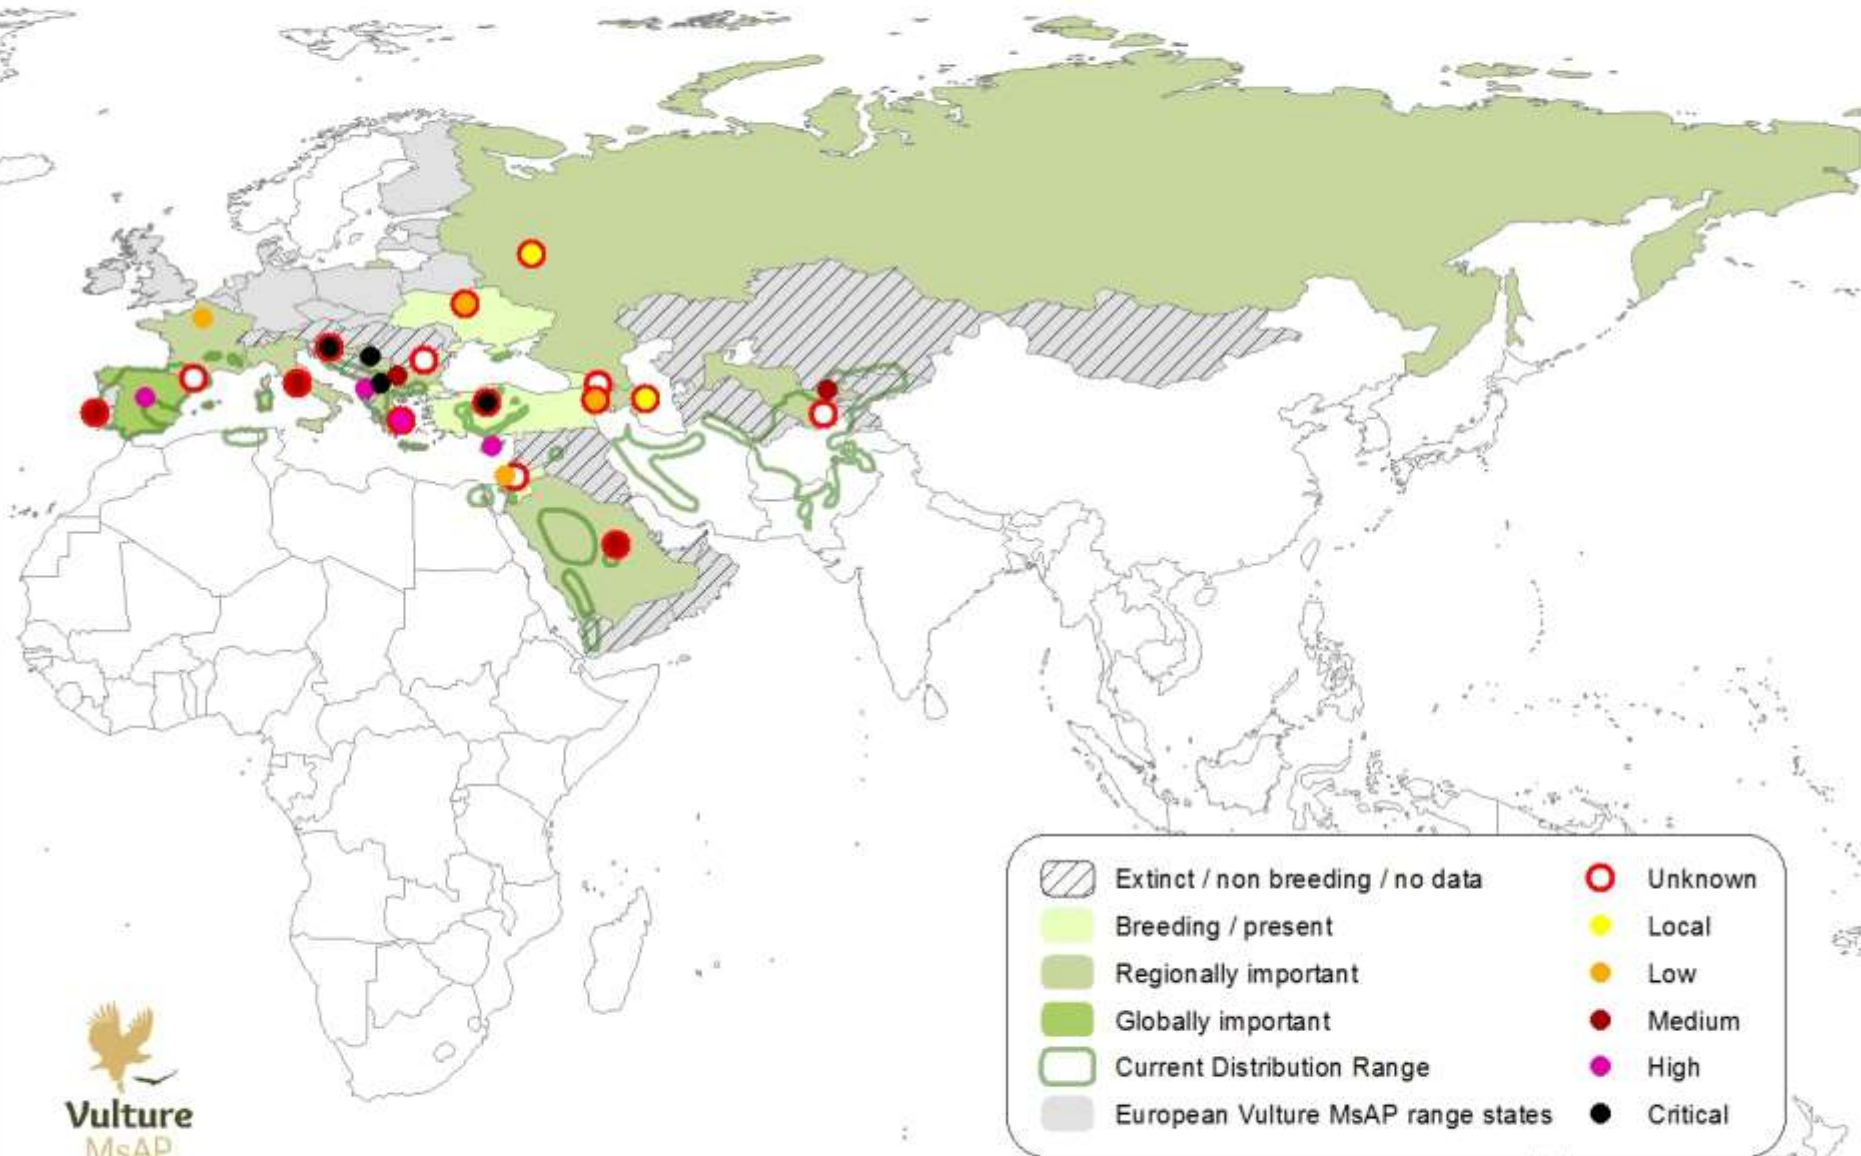 Extinct / non breeding / no data
Breeding / present
Regionally important
Globally important
Current Distribution Range
European Vulture MsAP range states
Unknown
Local
Low
Medium
High
Critical
Vulture
MsAP